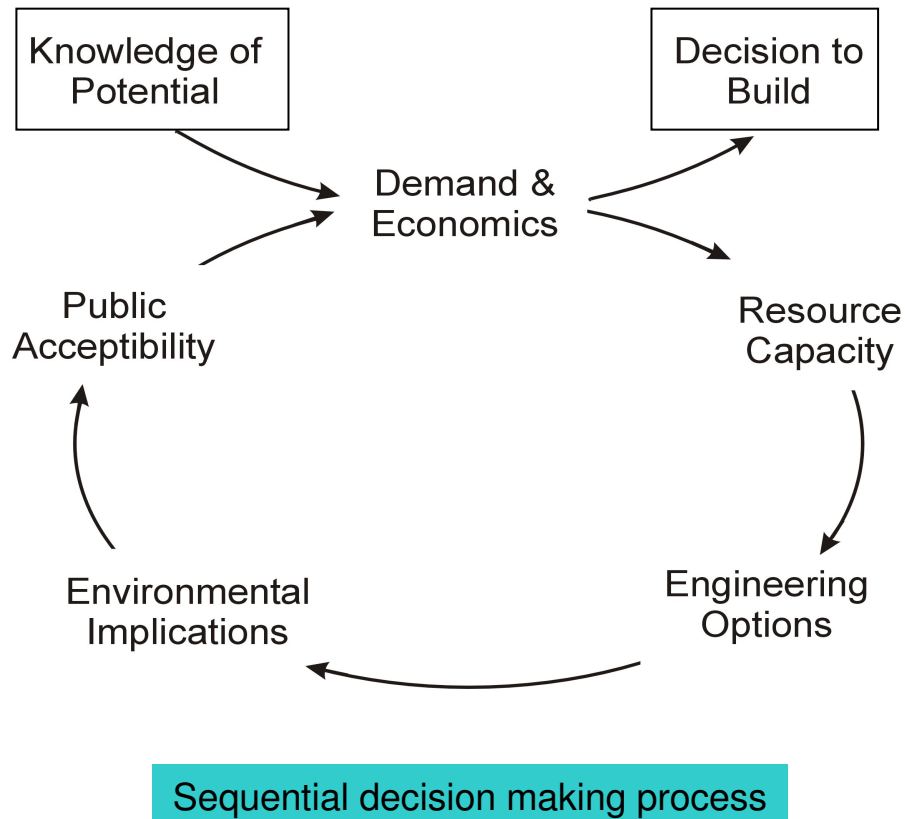 Knowledge of
Potential
Decision to
Build
Demand &
Economics
Public
Acceptibility
Resource
Capacity
Environmental
Implications
Engineering
Options
Sequential decision making process